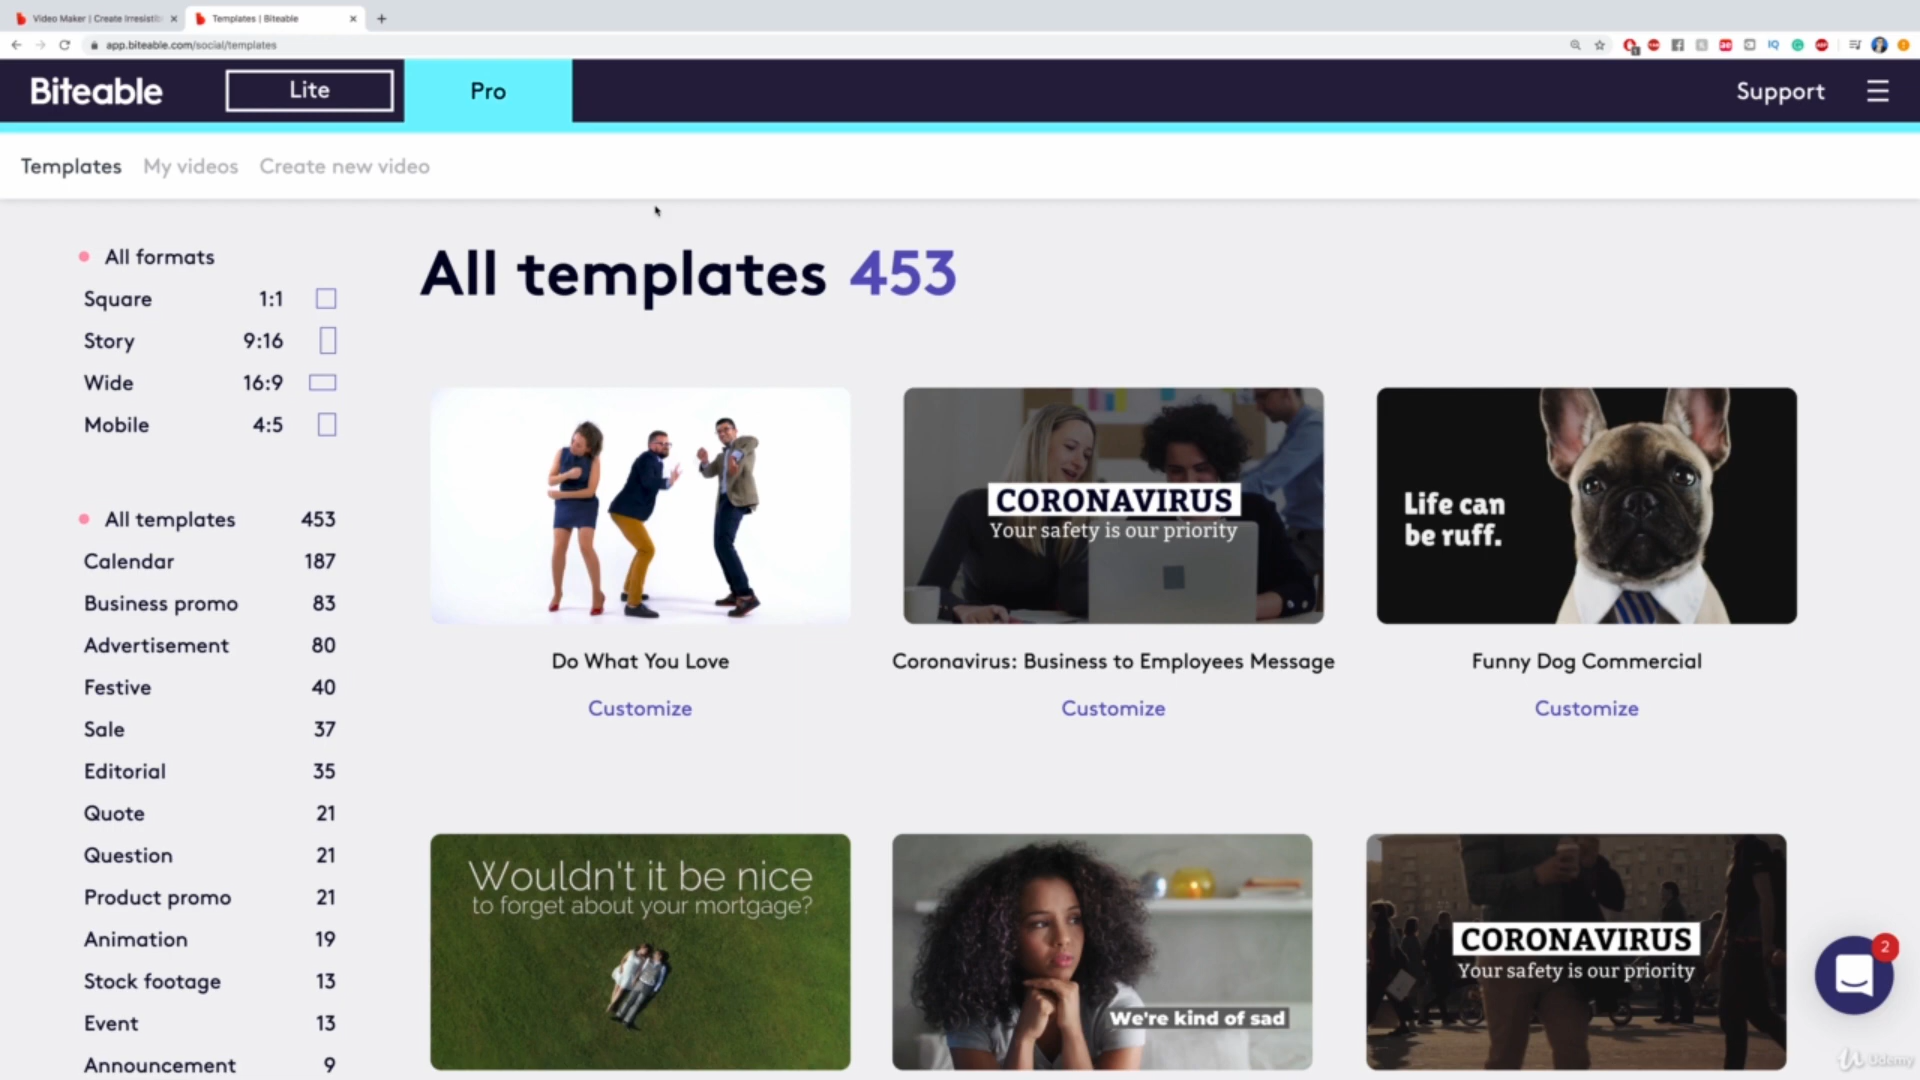 Video Maker | Create Irresistib
Templates | Biteable
app.biteable.com/social/templates
Biteable
Lite
Pro
Support
Templates
My videos
Create new video
All formats
Square 1:1
Story 9:16
Wide 16:9
Mobile 4:5
All templates 453
Calendar 187
Business promo 83
Advertisement 80
Festive 40
Sale 37
Editorial 35
Quote 21
Question 21
Product promo 21
Animation 19
Stock footage 13
Event 13
Announcement 9
All templates 453
CORONAVIRUS
Your safety is our priority
Life can
be ruff.
Do What You Love
Coronavirus: Business to Employees Message
Funny Dog Commercial
Customize
Customize
Customize
Wouldn't it be nice
to forget about your mortgage?
We're kind of sad
CORONAVIRUS
Your safety is our priority
2
Udemy